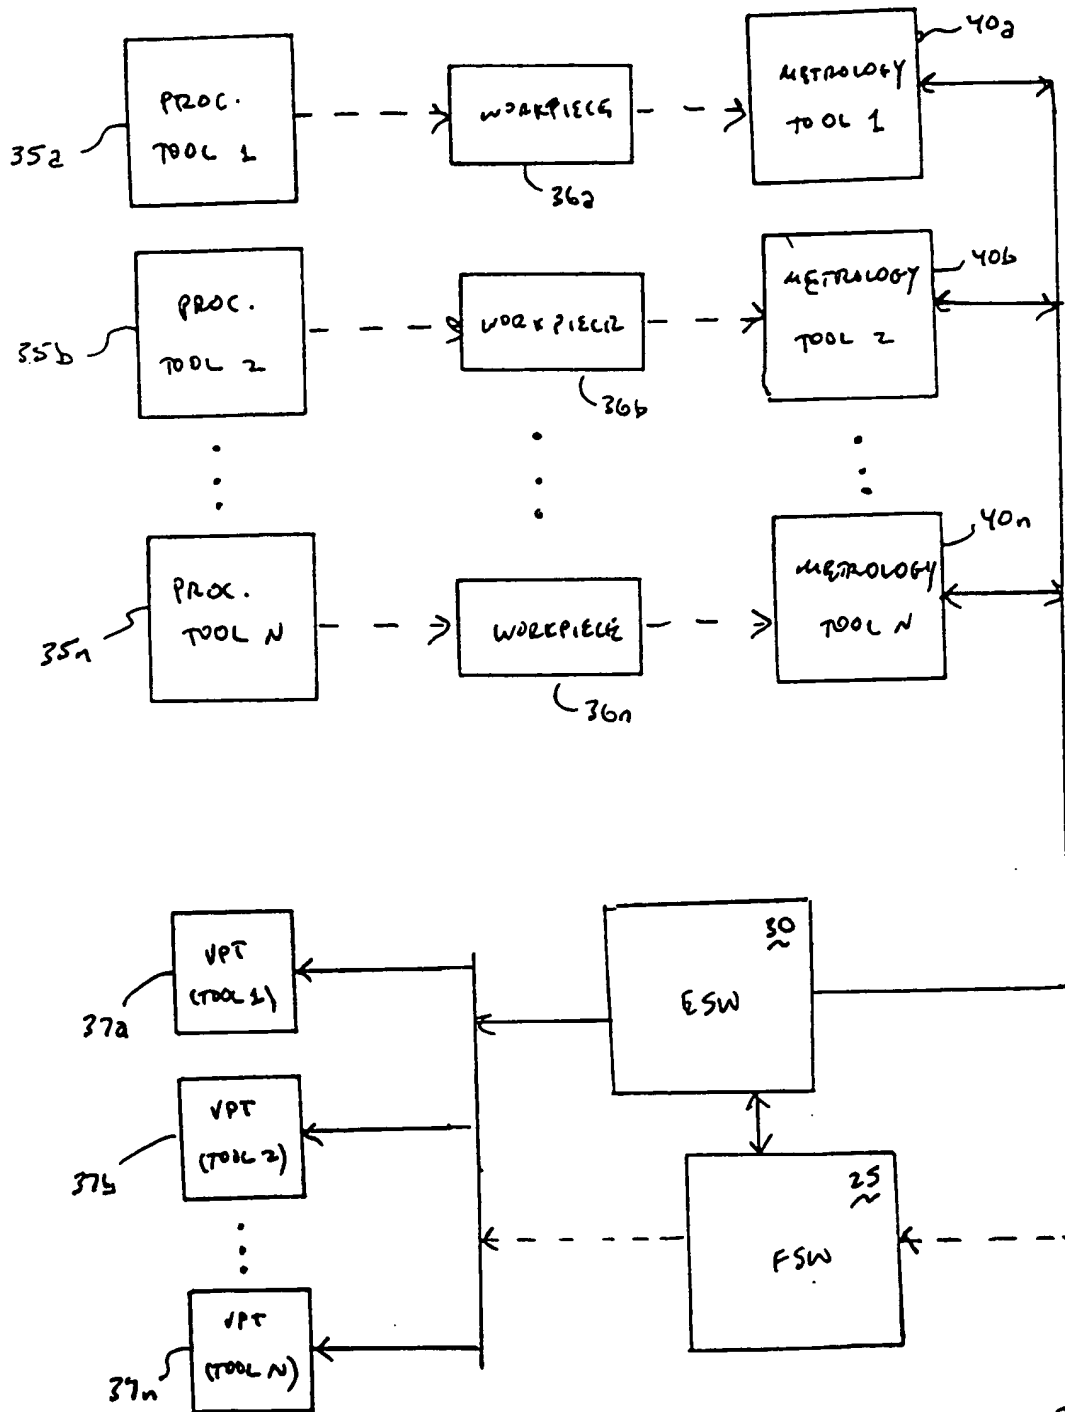 40a
PROC.
TOOL 1
WORKPIECE
METROLOGY
TOOL 1
35a
36a
40b
PROC.
TOOL 2
WORKPIECE
METROLOGY
TOOL 2
35b
36b
40n
PROC.
TOOL N
WORKPIECE
METROLOGY
TOOL N
35n
36n
VPT
(TOOL 1)
37a
30
ESW
VPT
(TOOL 2)
37b
25
FSW
VPT
(TOOL N)
37n